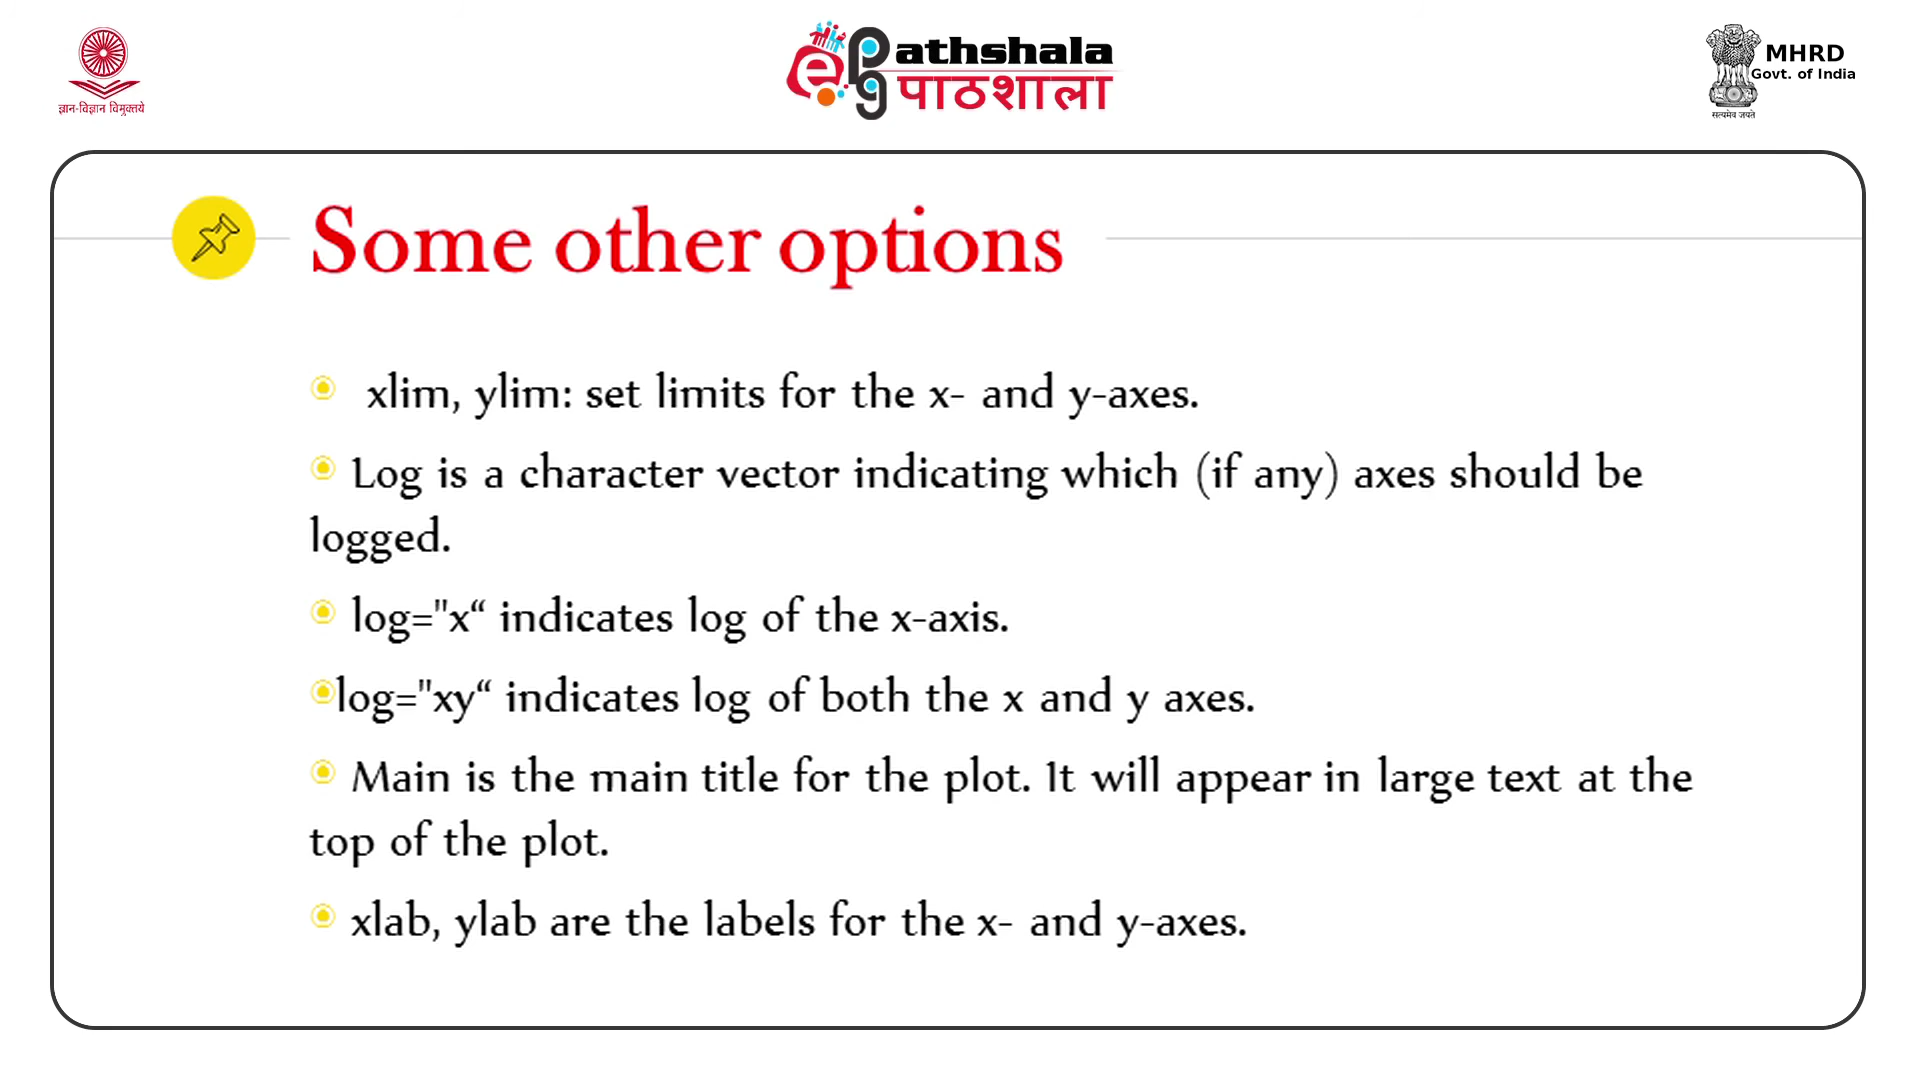 ज्ञान-विज्ञान विमुक्तये
e Pg athshala
पाठशाला
MHRD
Govt. of India
सत्यमेव जयते
Some other options
xlim, ylim: set limits for the x- and y-axes.
Log is a character vector indicating which (if any) axes should be
logged.
log="x“ indicates log of the x-axis.
log="xy“ indicates log of both the x and y axes.
Main is the main title for the plot. It will appear in large text at the
top of the plot.
xlab, ylab are the labels for the x- and y-axes.